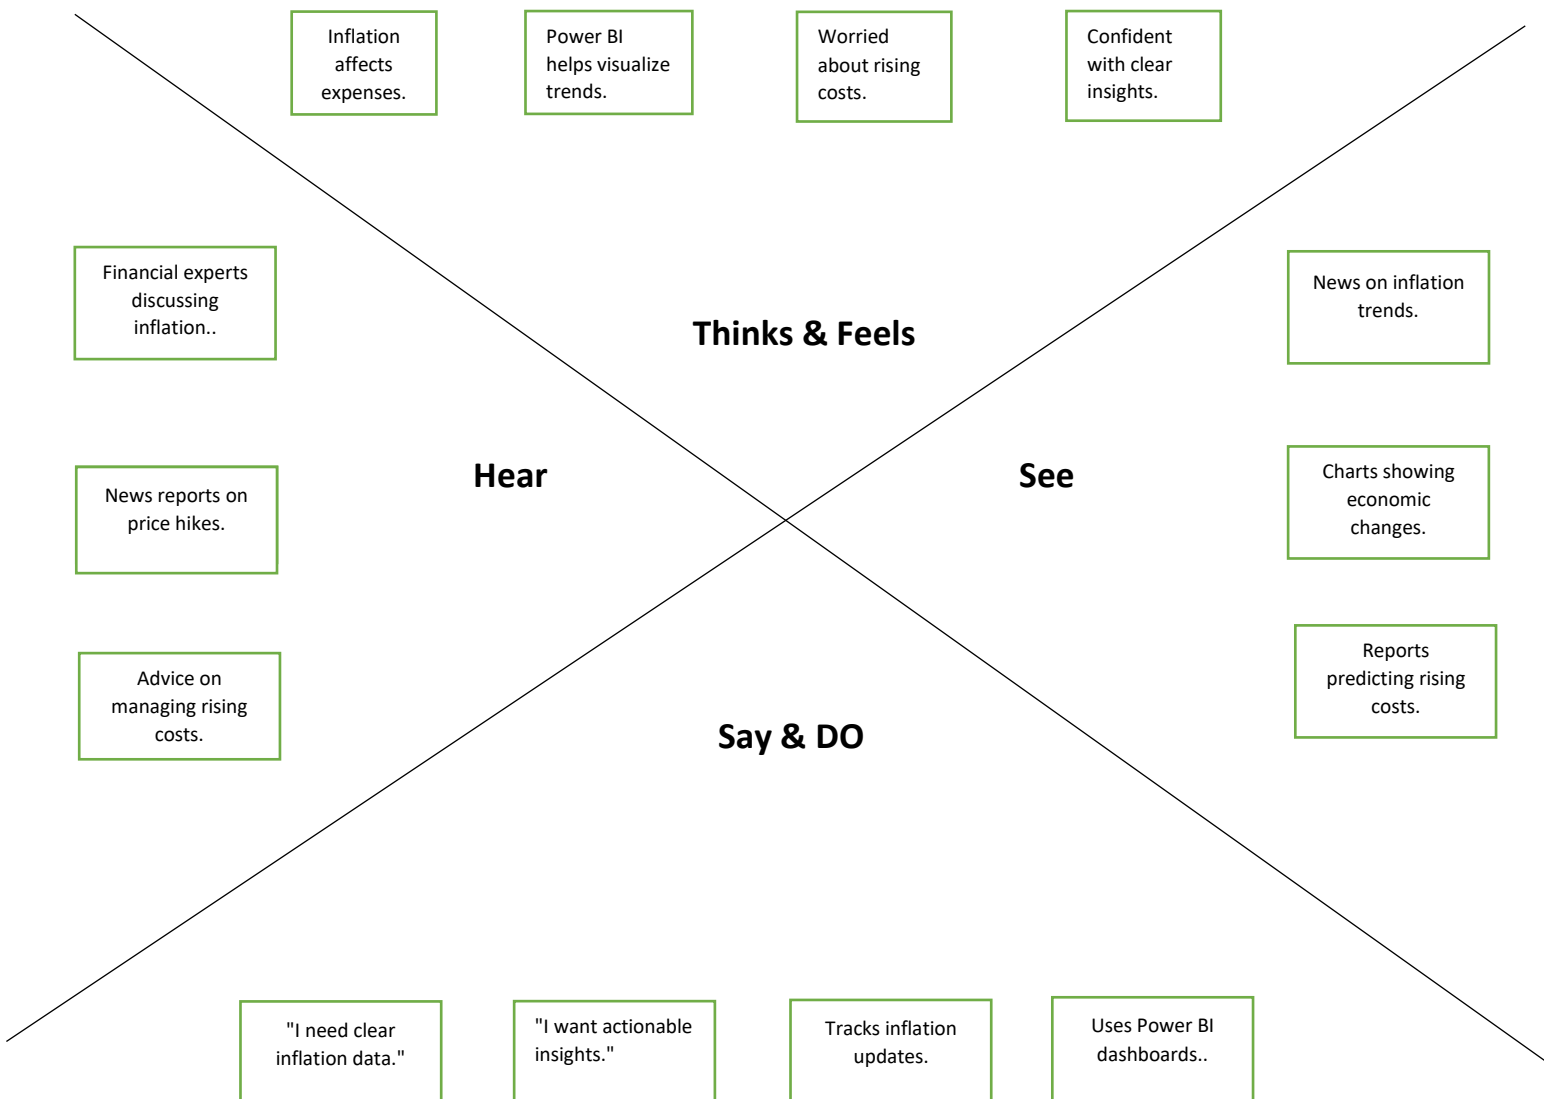 Inflation
affects
expenses.
Power BI
helps visualize
trends.
Worried
about rising
costs.
Confident
with clear
insights.
Financial experts
discussing
inflation..
News on inflation
trends.
Thinks & Feels
Hear
See
News reports on
price hikes.
Charts showing
economic
changes.
Advice on
managing rising
costs.
Reports
predicting rising
costs.
Say & DO
"I need clear
inflation data."
"I want actionable
insights."
Tracks inflation
updates.
Uses Power BI
dashboards..